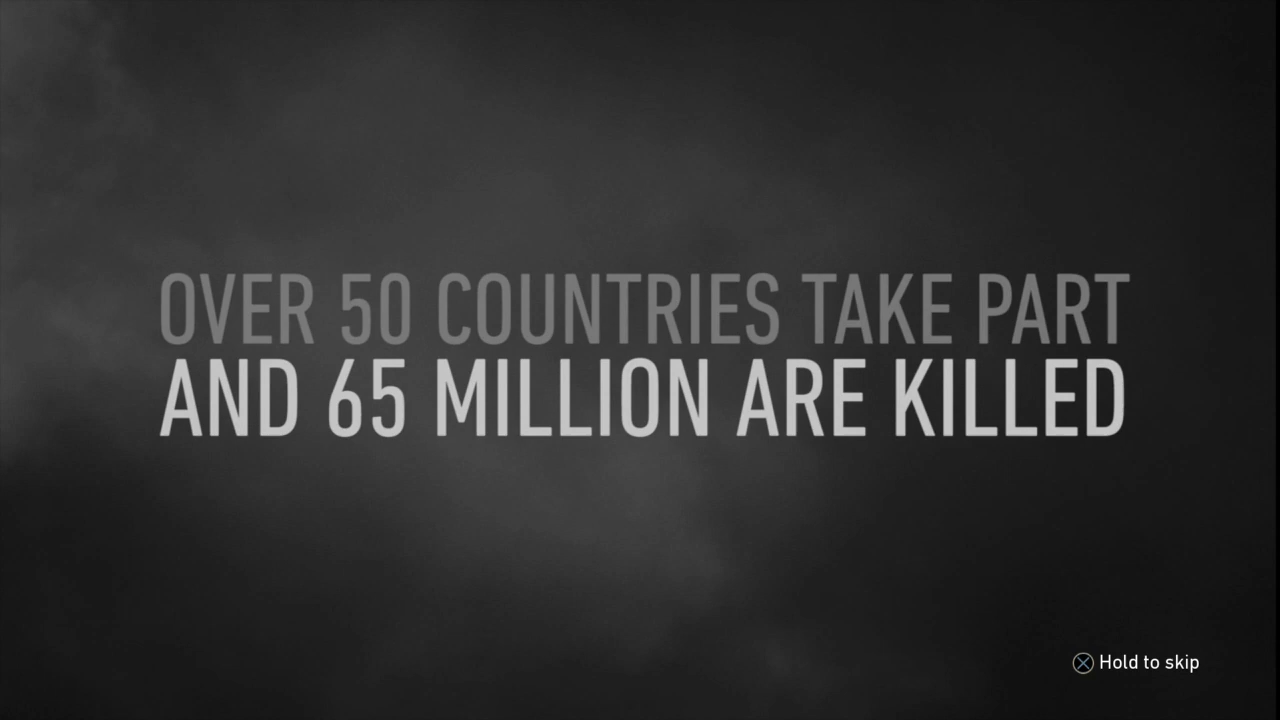 OVER 50 COUNTRIES TAKE PART
AND 65 MILLION ARE KILLED
Hold to skip